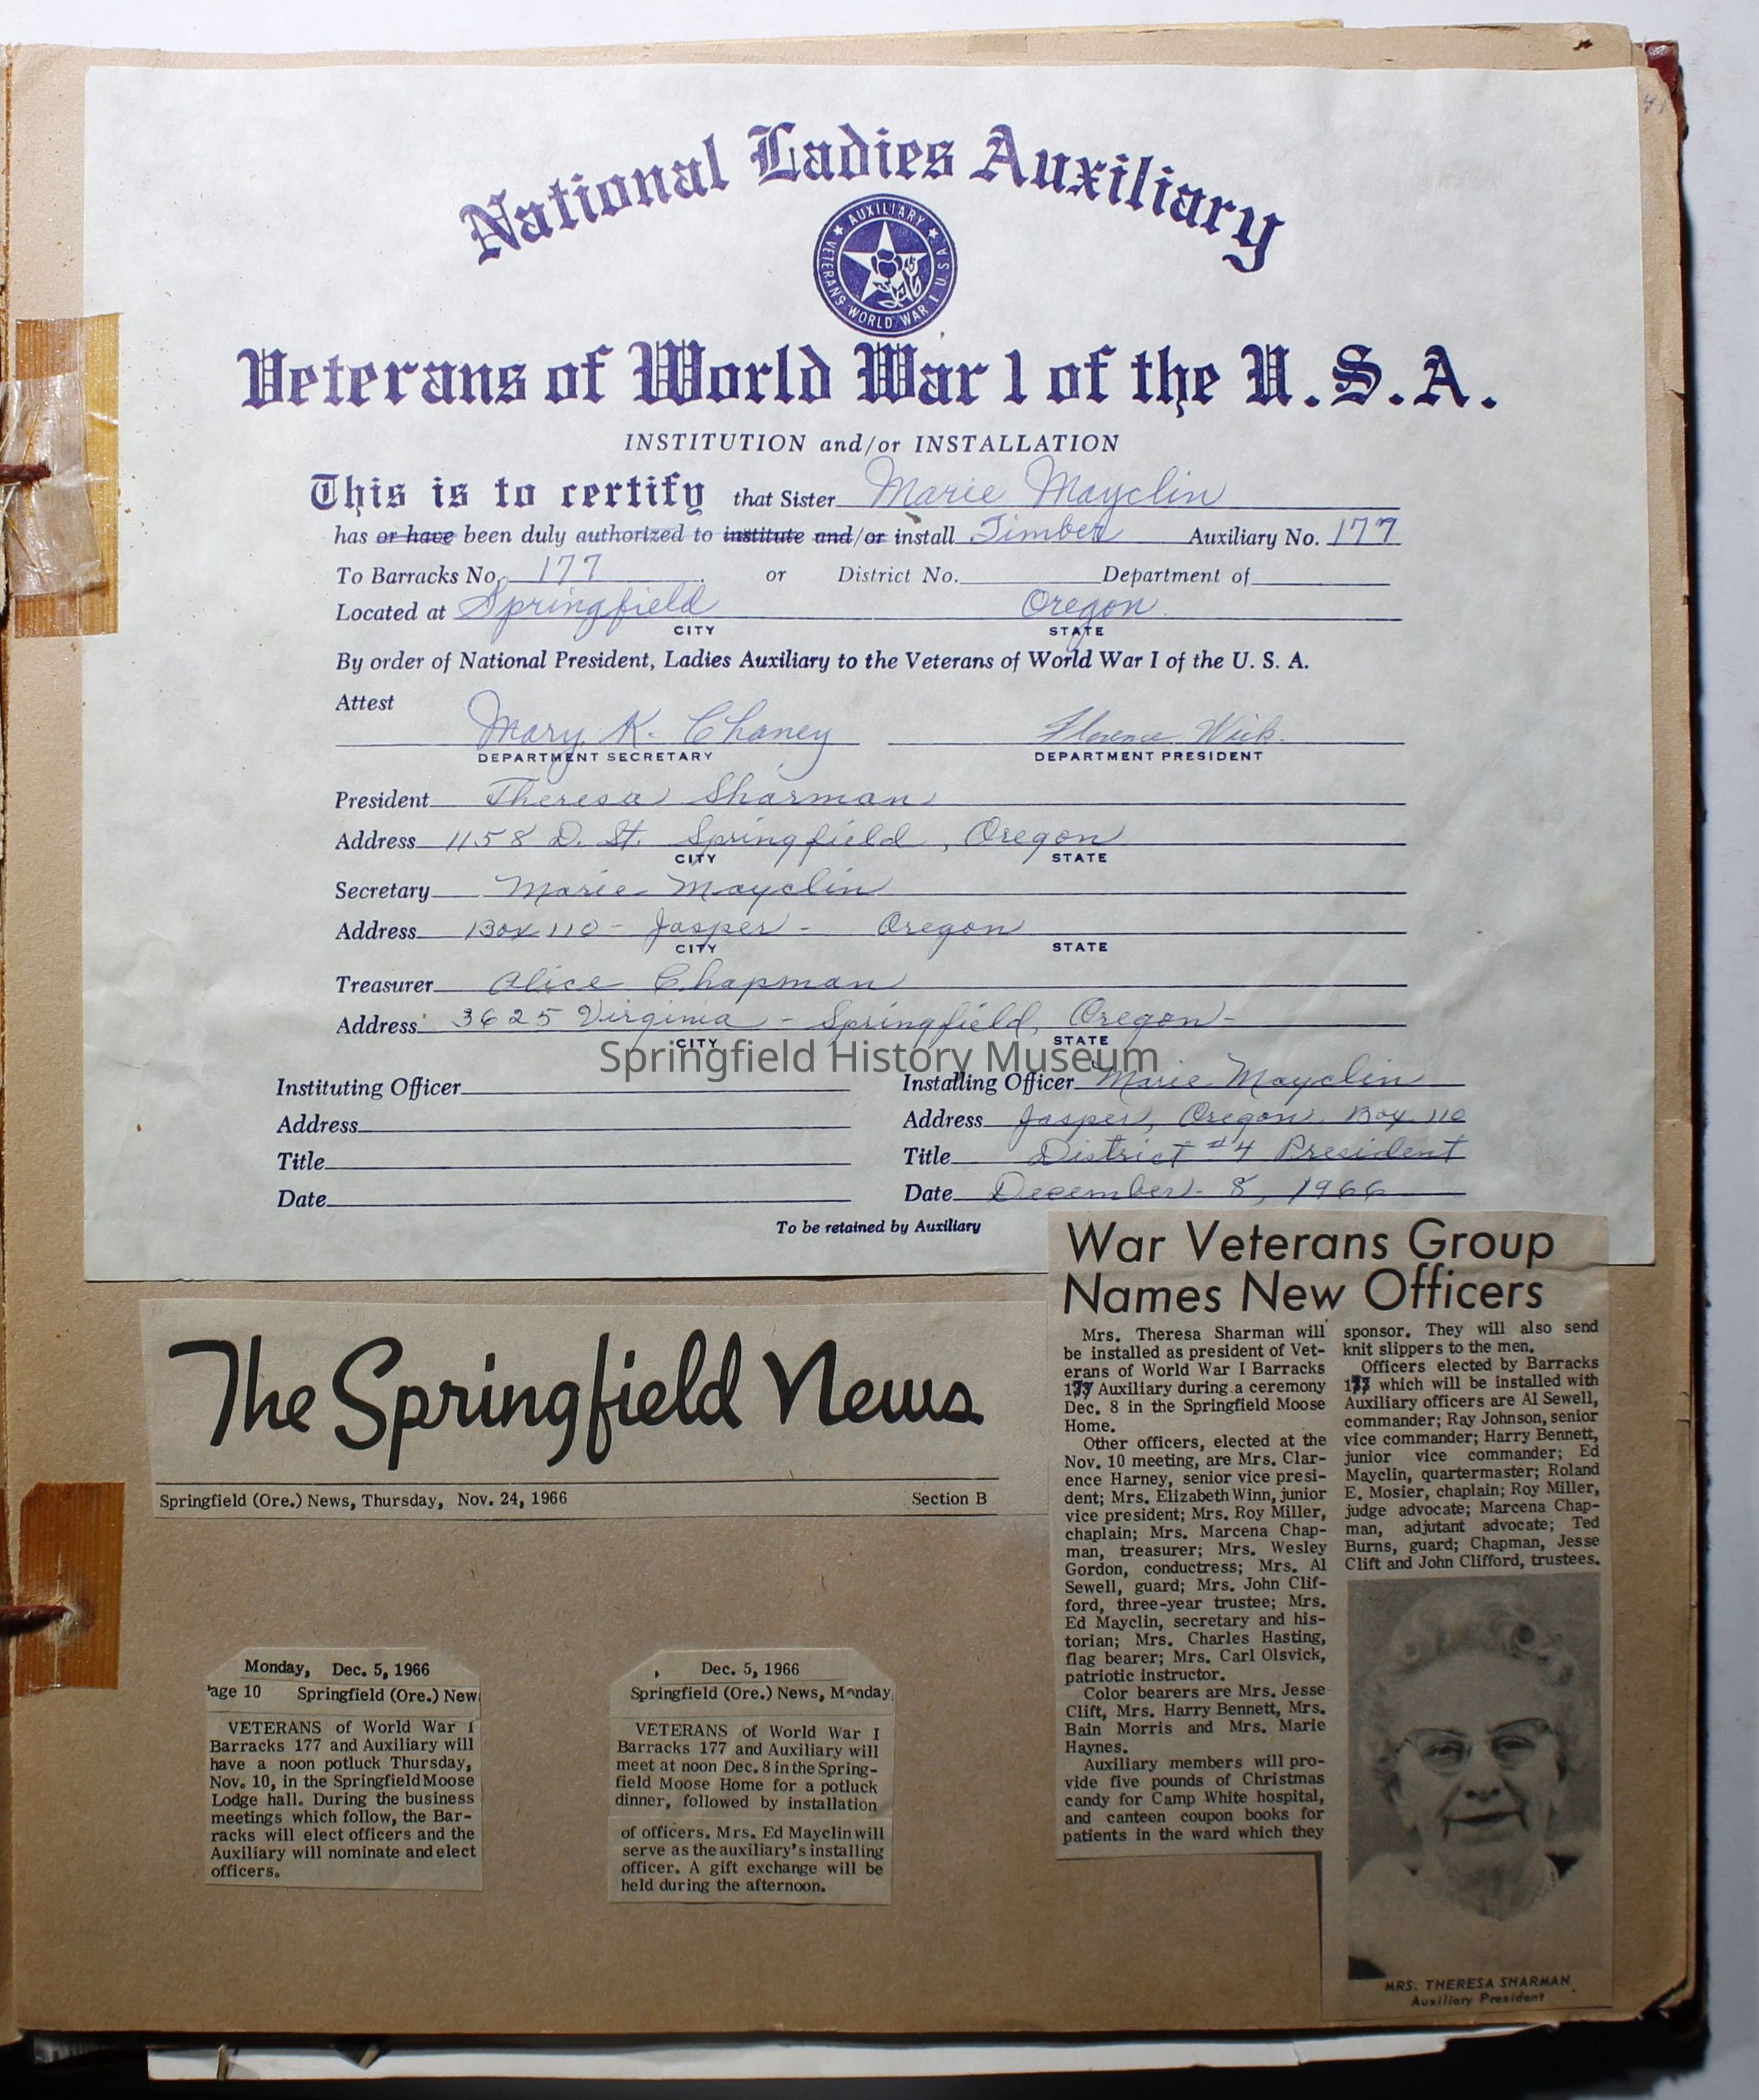 National Ladies Auxiliary
★ AUXILIARY ★
VETERANS WORLD WAR I U.S.A.
Veterans of World War 1 of the U.S.A.
INSTITUTION and/or INSTALLATION
This is to certify that Sister Marie Mayclin
has or have been duly authorized to institute and/or install Timber Auxiliary No. 177
To Barracks No. 177 or District No. Department of
Located at Springfield Oregon
CITY STATE
By order of National President, Ladies Auxiliary to the Veterans of World War I of the U. S. A.
Attest
Mary K. Chaney Florence Wick
DEPARTMENT SECRETARY DEPARTMENT PRESIDENT
President Theresa Sharman
Address 1158 D. St. Springfield, Oregon
CITY STATE
Secretary Marie Mayclin
Address Box 110 - Jasper - Oregon
CITY STATE
Treasurer Alice Chapman
Address 3625 Virginia - Springfield, Oregon-
CITY STATE
Springfield History Museum
Instituting Officer
Address
Title
Date
Installing Officer Marie Mayclin
Address Jasper, Oregon Box 110
Title District #4 President
Date December 8, 1966
To be retained by Auxiliary
The Springfield News
Springfield (Ore.) News, Thursday, Nov. 24, 1966 Section B
Monday, Dec. 5, 1966
age 10 Springfield (Ore.) New
VETERANS of World War I
Barracks 177 and Auxiliary will
have a noon potluck Thursday,
Nov. 10, in the Springfield Moose
Lodge hall. During the business
meetings which follow, the Bar-
racks will elect officers and the
Auxiliary will nominate and elect
officers.
Dec. 5, 1966
Springfield (Ore.) News, Monday
VETERANS of World War I
Barracks 177 and Auxiliary will
meet at noon Dec. 8 in the Spring-
field Moose Home for a potluck
dinner, followed by installation
of officers. Mrs. Ed Mayclin will
serve as the auxiliary's installing
officer. A gift exchange will be
held during the afternoon.
War Veterans Group
Names New Officers
Mrs. Theresa Sharman will
be installed as president of Vet-
erans of World War I Barracks
177 Auxiliary during a ceremony
Dec. 8 in the Springfield Moose
Home.
Other officers, elected at the
Nov. 10 meeting, are Mrs. Clar-
ence Harney, senior vice presi-
dent; Mrs. Elizabeth Winn, junior
vice president; Mrs. Roy Miller,
chaplain; Mrs. Marcena Chap-
man, treasurer; Mrs. Wesley
Gordon, conductress; Mrs. Al
Sewell, guard; Mrs. John Clif-
ford, three-year trustee; Mrs.
Ed Mayclin, secretary and his-
torian; Mrs. Charles Hasting,
flag bearer; Mrs. Carl Olsvick,
patriotic instructor.
Color bearers are Mrs. Jesse
Clift, Mrs. Harry Bennett, Mrs.
Bain Morris and Mrs. Marie
Haynes.
Auxiliary members will pro-
vide five pounds of Christmas
candy for Camp White hospital,
and canteen coupon books for
patients in the ward which they
sponsor. They will also send
knit slippers to the men.
Officers elected by Barracks
177 which will be installed with
Auxiliary officers are Al Sewell,
commander; Ray Johnson, senior
vice commander; Harry Bennett,
junior vice commander; Ed
Mayclin, quartermaster; Roland
E. Mosier, chaplain; Roy Miller,
judge advocate; Marcena Chap-
man, adjutant advocate; Ted
Burns, guard; Chapman, Jesse
Clift and John Clifford, trustees.
MRS. THERESA SHARMAN
Auxiliary President